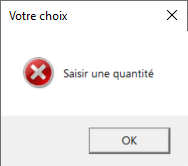 Votre choix
Saisir une quantité
OK